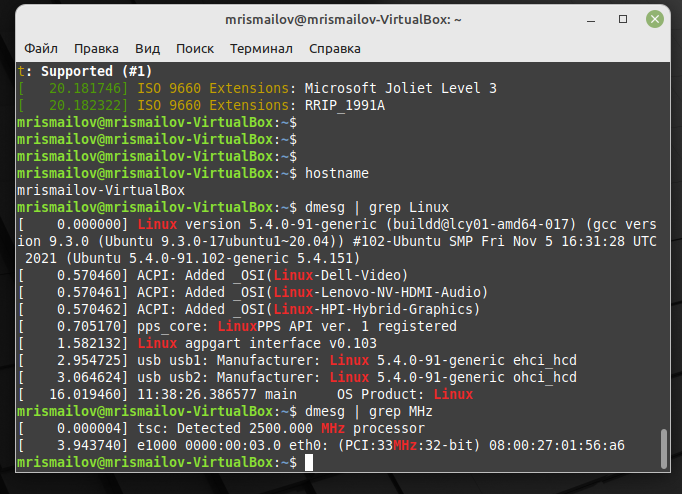 mrismailov@mrismailov-VirtualBox: ~
Файл Правка Вид Поиск Терминал Справка
t: Supported (#1)
[   20.181746] ISO 9660 Extensions: Microsoft Joliet Level 3
[   20.182322] ISO 9660 Extensions: RRIP_1991A
mrismailov@mrismailov-VirtualBox:~$
mrismailov@mrismailov-VirtualBox:~$
mrismailov@mrismailov-VirtualBox:~$
mrismailov@mrismailov-VirtualBox:~$ hostname
mrismailov-VirtualBox
mrismailov@mrismailov-VirtualBox:~$ dmesg | grep Linux
[    0.000000] Linux version 5.4.0-91-generic (buildd@lcy01-amd64-017) (gcc vers
ion 9.3.0 (Ubuntu 9.3.0-17ubuntu1~20.04)) #102-Ubuntu SMP Fri Nov 5 16:31:28 UTC
 2021 (Ubuntu 5.4.0-91.102-generic 5.4.151)
[    0.570460] ACPI: Added _OSI(Linux-Dell-Video)
[    0.570461] ACPI: Added _OSI(Linux-Lenovo-NV-HDMI-Audio)
[    0.570462] ACPI: Added _OSI(Linux-HPI-Hybrid-Graphics)
[    0.705170] pps_core: LinuxPPS API ver. 1 registered
[    1.582132] Linux agpgart interface v0.103
[    2.954725] usb usb1: Manufacturer: Linux 5.4.0-91-generic ehci_hcd
[    3.064624] usb usb2: Manufacturer: Linux 5.4.0-91-generic ohci_hcd
[   16.019460] 11:38:26.386577 main     OS Product: Linux
mrismailov@mrismailov-VirtualBox:~$ dmesg | grep MHz
[    0.000004] tsc: Detected 2500.000 MHz processor
[    3.943740] e1000 0000:00:03.0 eth0: (PCI:33MHz:32-bit) 08:00:27:01:56:a6
mrismailov@mrismailov-VirtualBox:~$